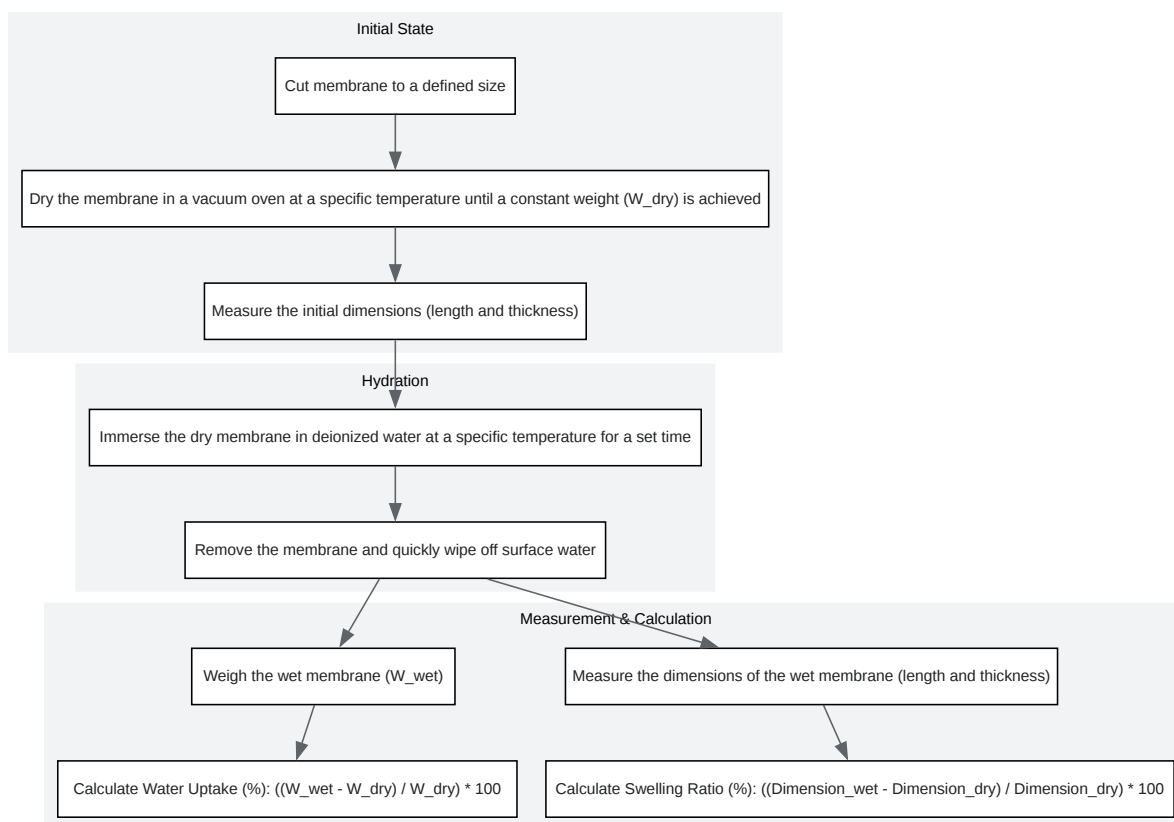 Initial State
Cut membrane to a defined size
Dry the membrane in a vacuum oven at a specific temperature until a constant weight (W_dry) is achieved
Measure the initial dimensions (length and thickness)
Hydration
Immerse the dry membrane in deionized water at a specific temperature for a set time
Remove the membrane and quickly wipe off surface water
Measurement & Calculation
Weigh the wet membrane (W_wet)
Measure the dimensions of the wet membrane (length and thickness)
Calculate Water Uptake (%): ((W_wet - W_dry) / W_dry) * 100
Calculate Swelling Ratio (%): ((Dimension_wet - Dimension_dry) / Dimension_dry) * 100